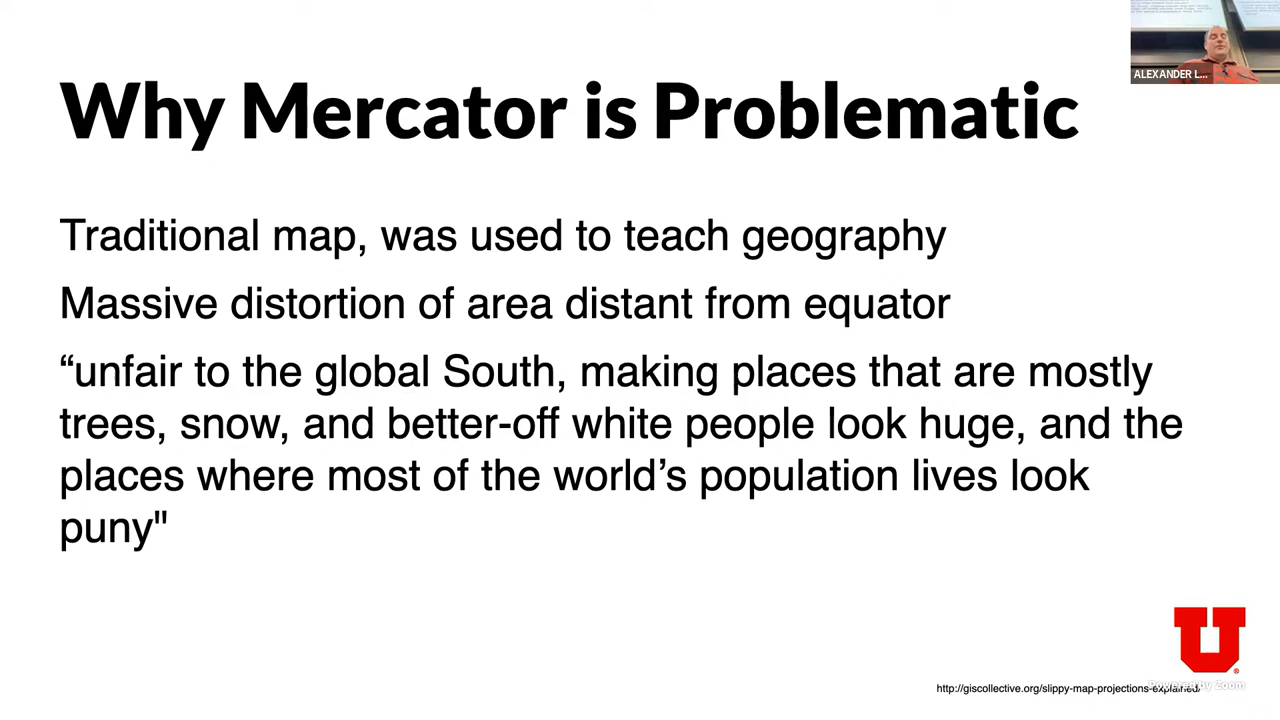 ALEXANDER L...
Why Mercator is Problematic
Traditional map, was used to teach geography
Massive distortion of area distant from equator
“unfair to the global South, making places that are mostly
trees, snow, and better-off white people look huge, and the
places where most of the world’s population lives look
puny"
U
http://giscollective.org/slippy-map-projections-explained/
Powered by Zoom